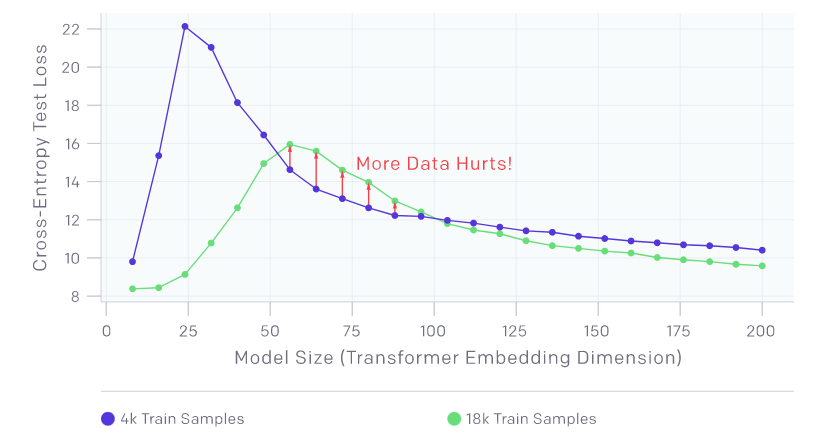 Cross-Entropy Test Loss
22
20
18
16
14
12
10
8
More Data Hurts!
0 25 50 75 100 125 150 175 200
Model Size (Transformer Embedding Dimension)
4k Train Samples 18k Train Samples